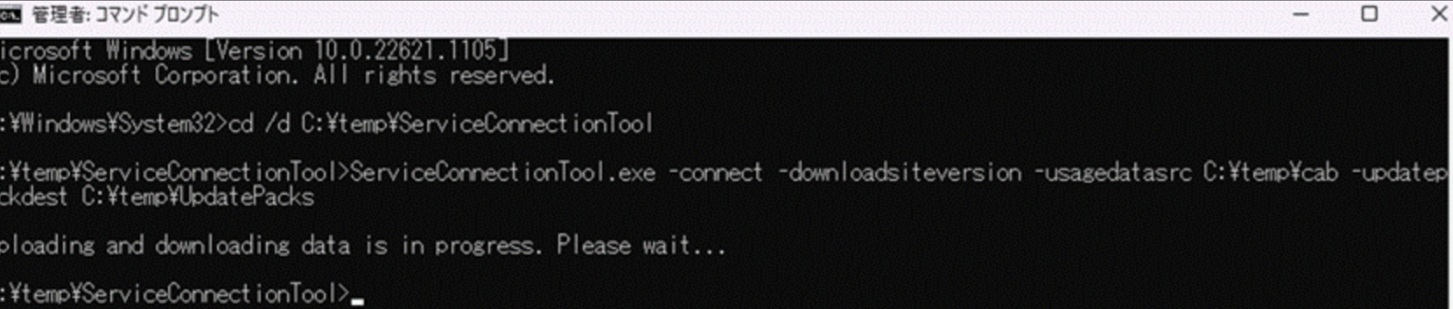 管理者: コマンド プロンプト
icrosoft Windows [Version 10.0.22621.1105]
c) Microsoft Corporation. All rights reserved.
:¥Windows¥System32>cd /d C:¥temp¥ServiceConnectionTool
:¥temp¥ServiceConnectionTool>ServiceConnectionTool.exe -connect -downloadsiteversion -usagedatasrc C:¥temp¥cab -updatep
ckdest C:¥temp¥UpdatePacks
ploading and downloading data is in progress. Please wait...
:¥temp¥ServiceConnectionTool>